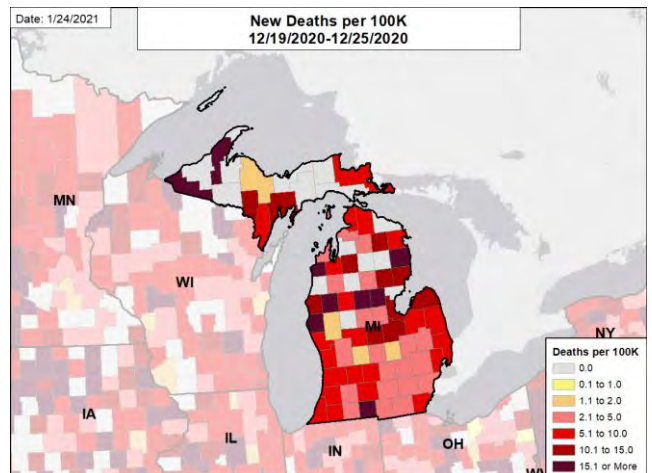 Date: 1/24/2021
New Deaths per 100K
12/19/2020-12/25/2020
MN
WI
MI
NY
IA
IL
IN
OH
Deaths per 100K
0.0
0.1 to 1.0
1.1 to 2.0
2.1 to 5.0
5.1 to 10.0
10.1 to 15.0
15.1 or More